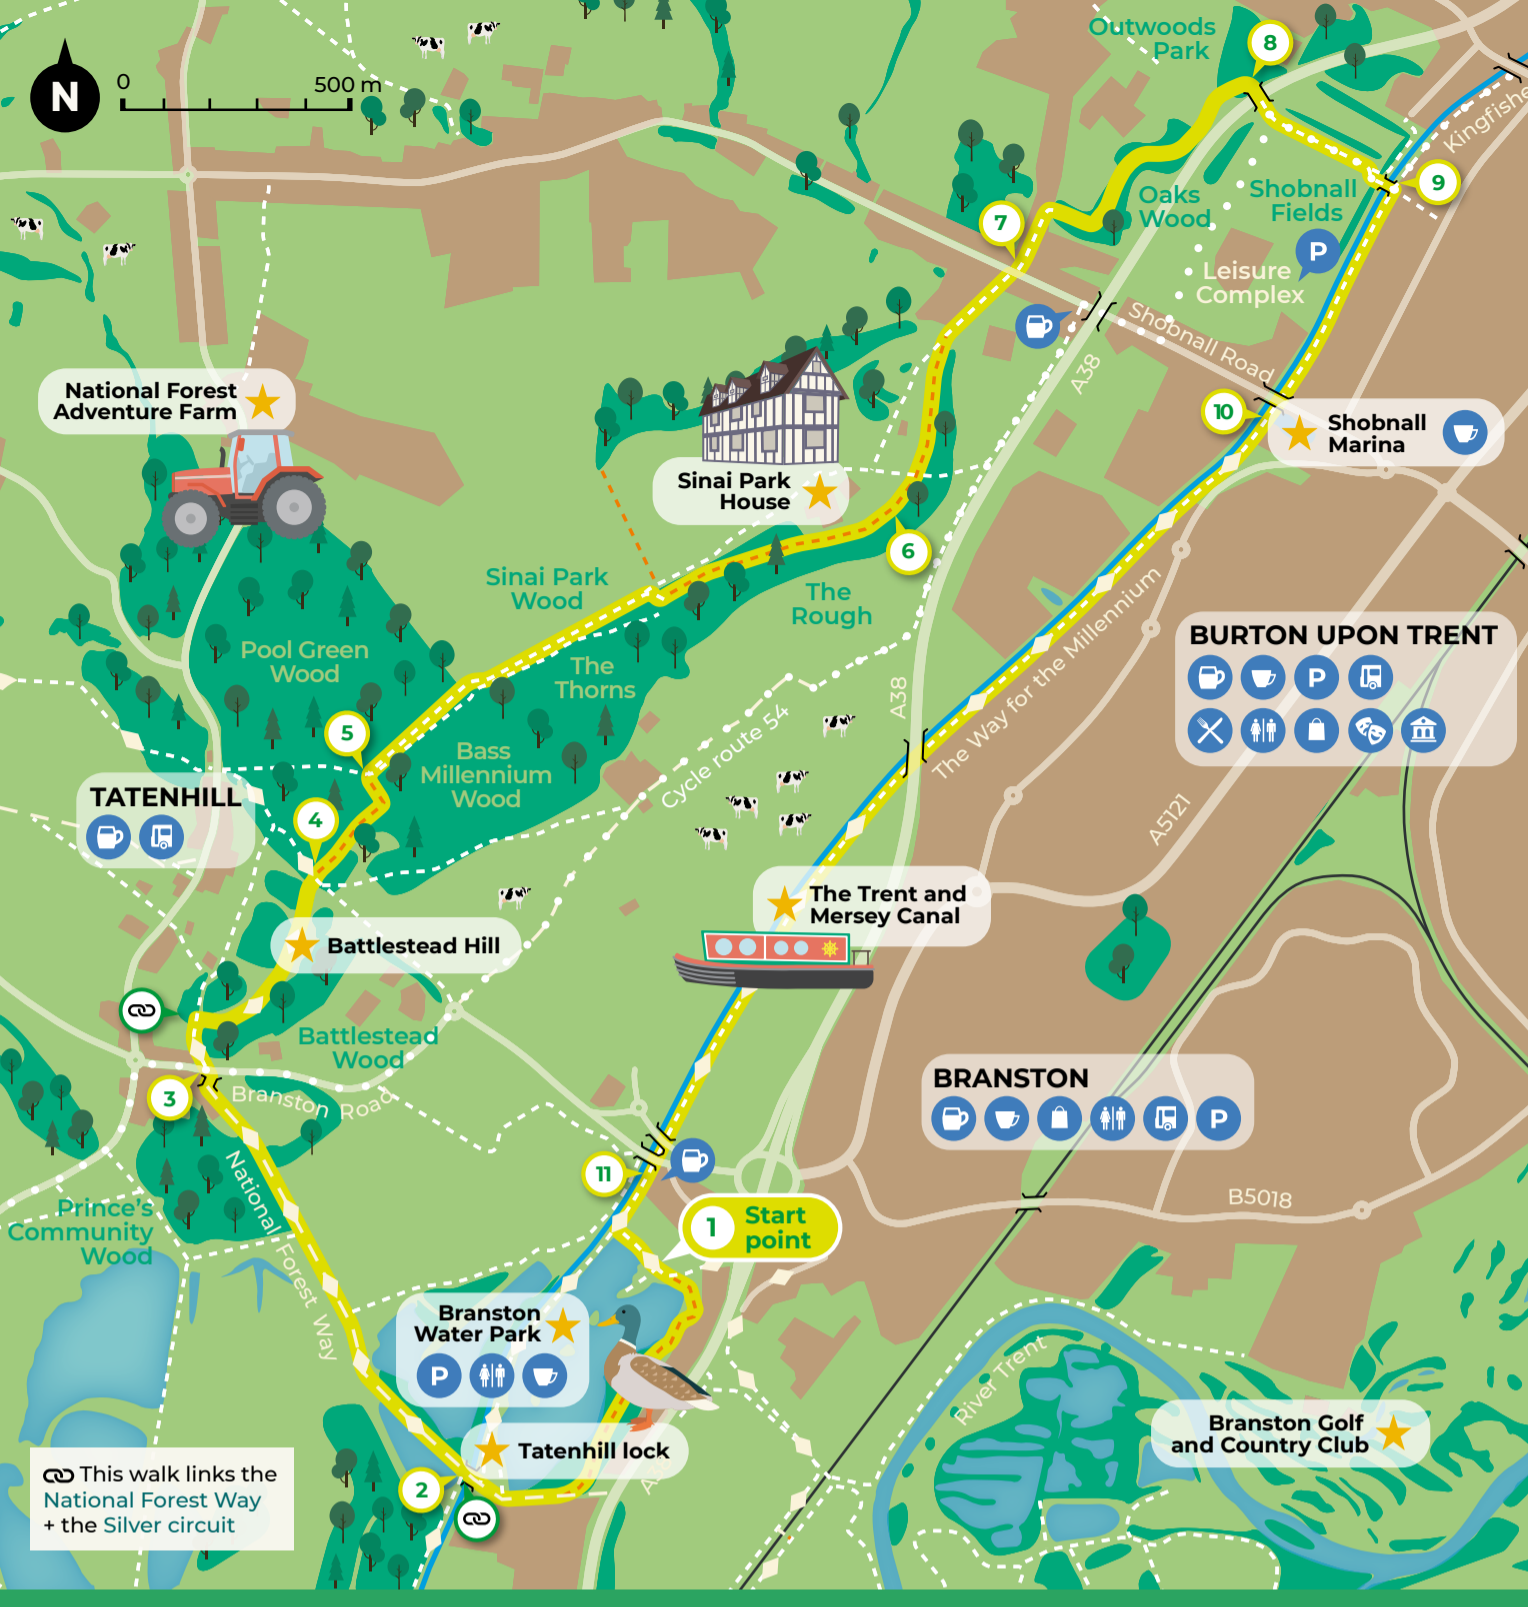 Outwoods
Park
8
N
0
500 m
Kingfishe
9
Oaks
Wood
Shobnall
Fields
P
7
Leisure
Complex
Shobnall Road
A38
National Forest
Adventure Farm
10
Shobnall
Marina
Sinai Park
House
6
Sinai Park
Wood
The
Rough
Pool Green
Wood
The
Thorns
The Way for the Millennium
BURTON UPON TRENT
P
A38
5
Bass
Millennium
Wood
Cycle route 54
TATENHILL
4
A5121
The Trent and
Mersey Canal
Battlestead Hill
Battlestead
Wood
3
Branston Road
BRANSTON
P
National Forest Way
11
Prince's
Community
Wood
1
Start
point
B5018
Branston
Water Park
P
River Trent
Branston Golf
and Country Club
Tatenhill lock
This walk links the
National Forest Way
+ the Silver circuit
2